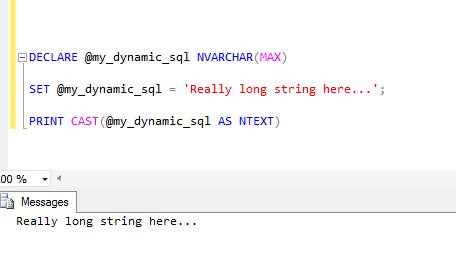 DECLARE @my_dynamic_sql NVARCHAR(MAX)
SET @my_dynamic_sql = 'Really long string here...';
PRINT CAST(@my_dynamic_sql AS NTEXT)
00 %
Messages
Really long string here...